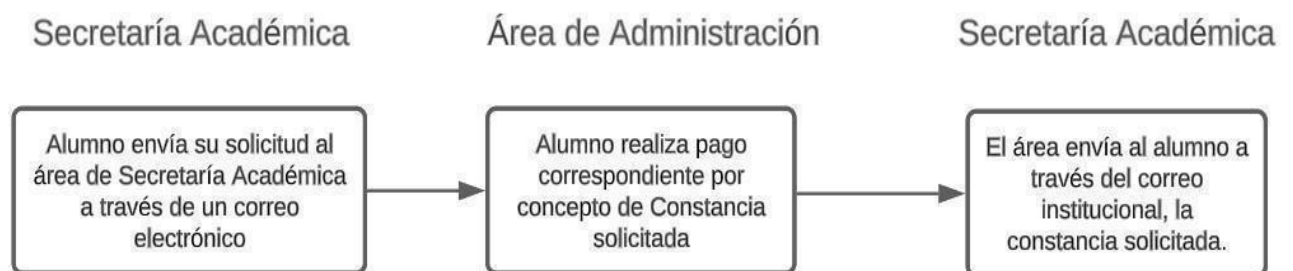 Secretaría Académica
Área de Administración
Secretaría Académica
Alumno envía su solicitud al
área de Secretaría Académica
a través de un correo
electrónico
Alumno realiza pago
correspondiente por
concepto de Constancia
solicitada
El área envía al alumno a
través del correo
institucional, la
constancia solicitada.